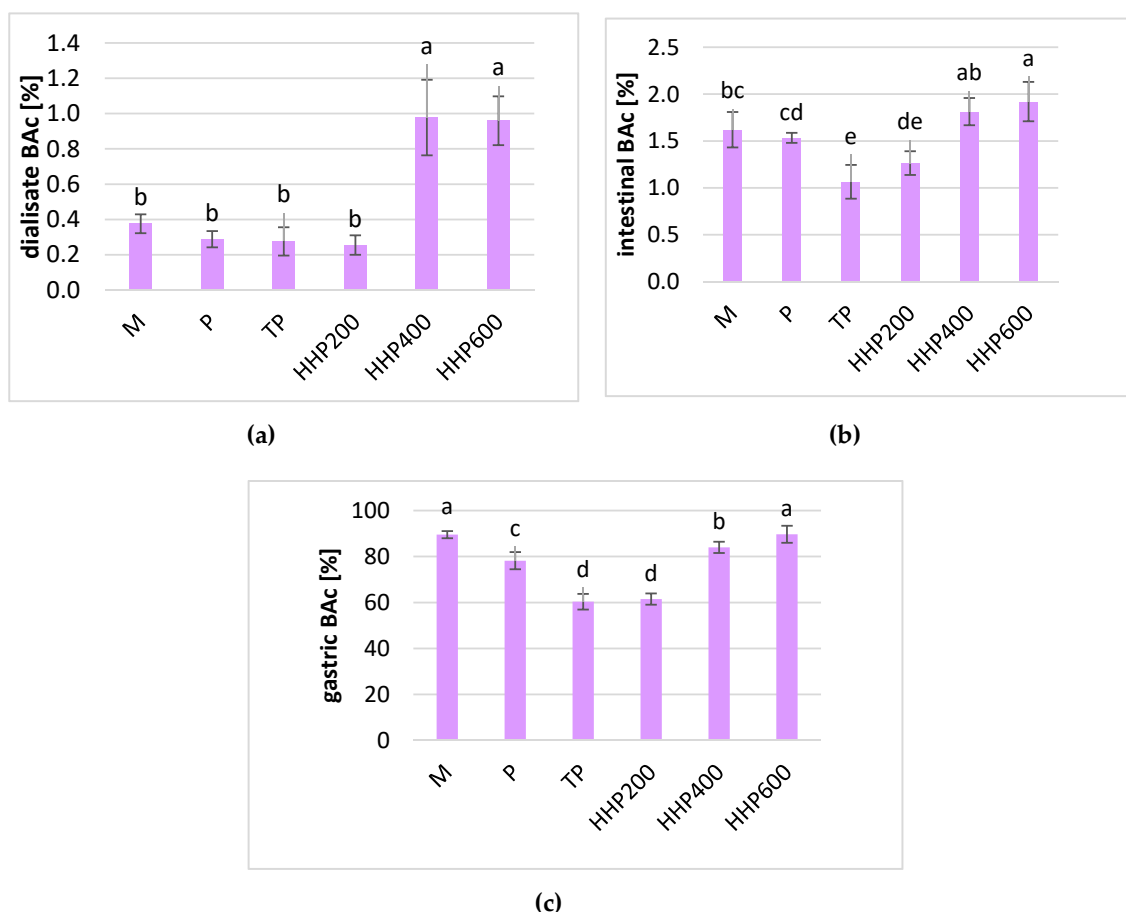 dialisate BAc [%]
1.4
1.2
1.0
0.8
0.6
0.4
0.2
0.0
b
b
b
b
a
a
M
P
TP
HHP200
HHP400
HHP600
(a)
intestinal BAc [%]
2.5
2.0
1.5
1.0
0.5
0.0
bc
cd
e
de
ab
a
M
P
TP
HHP200
HHP400
HHP600
(b)
gastric BAc [%]
100
80
60
40
20
0
a
c
d
d
b
a
M
P
TP
HHP200
HHP400
HHP600
(c)